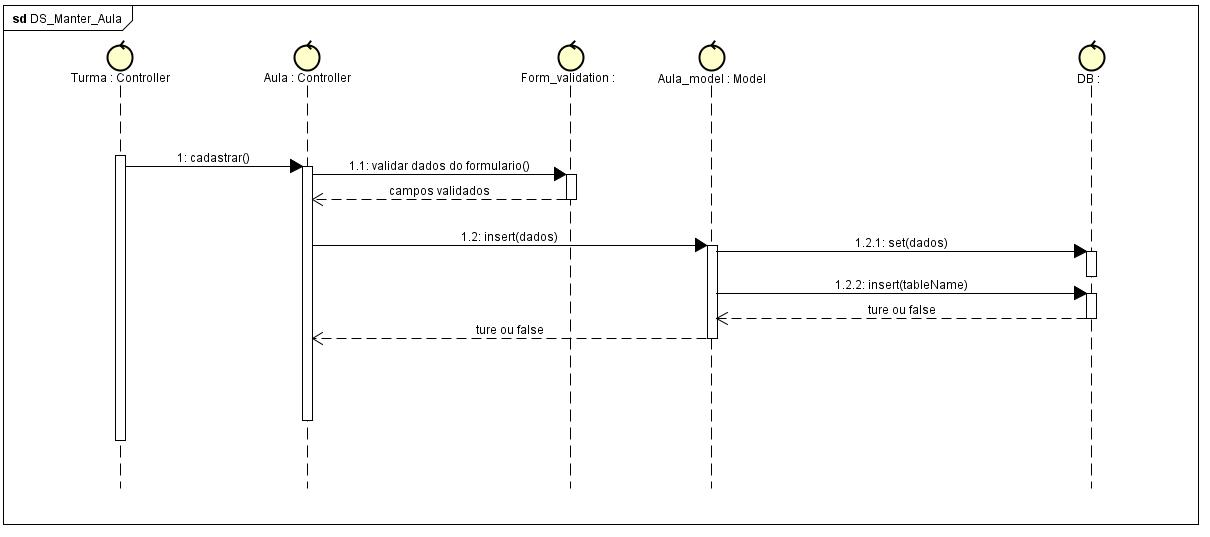 sd DS_Manter_Aula
Turma : Controller
Aula : Controller
Form_validation :
Aula_model : Model
DB :
1: cadastrar()
1.1: validar dados do formulario()
campos validados
1.2: insert(dados)
1.2.1: set(dados)
1.2.2: insert(tableName)
ture ou false
ture ou false